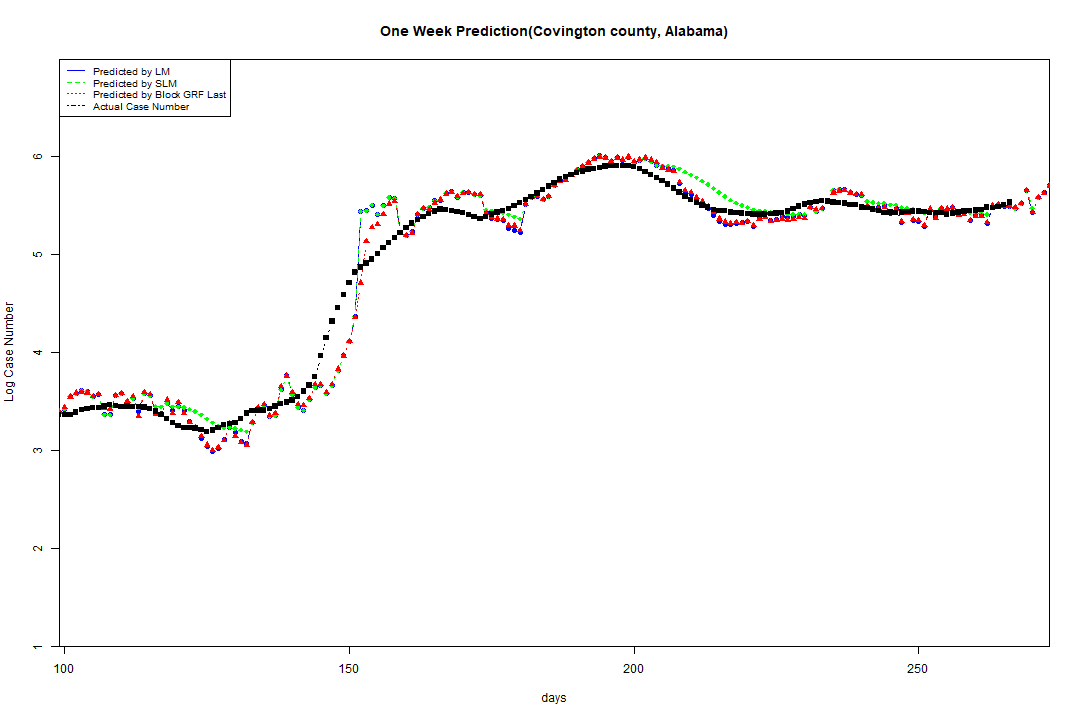 One Week Prediction(Covington county, Alabama)
Predicted by LM
Predicted by SLM
Predicted by Block GRF Last
Actual Case Number
6
5
4
3
2
1
Log Case Number
100 150 200 250
days